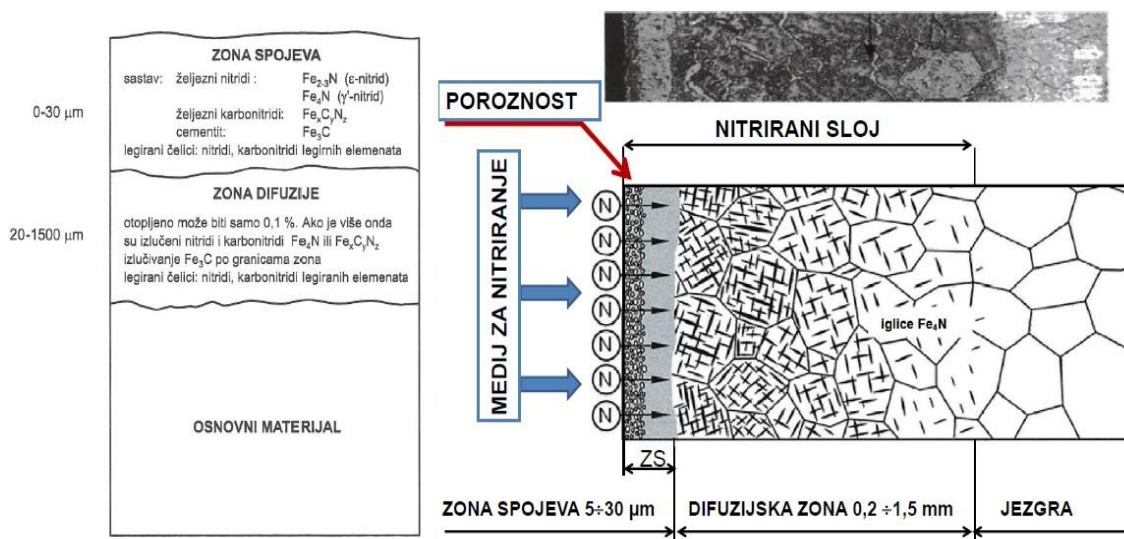 ZONA SPOJEVA
sastav: željezni nitridi : Fe₂₋₃N (ε-nitrid)
Fe₄N (γ'-nitrid)
željezni karbonitridi: FeₓCᵧN_z
cementit: Fe₃C
legirani čelici: nitridi, karbonitridi legirnih elemenata
0-30 μm
ZONA DIFUZIJE
otopljeno može biti samo 0,1 %. Ako je više onda
su izlučeni nitridi i karbonitridi Fe₄N ili FeₓCᵧN_z
izlučivanje Fe₃C po granicama zona
legirani čelici: nitridi, karbonitridi legiranih elemenata
20-1500 μm
OSNOVNI MATERIJAL
POROZNOST
NITRIRANI SLOJ
MEDIJ ZA NITRIRANJE
N
N
N
N
N
N
N
iglice Fe₄N
ZS
ZONA SPOJEVA 5÷30 μm
DIFUZIJSKA ZONA 0,2 ÷1,5 mm
JEZGRA